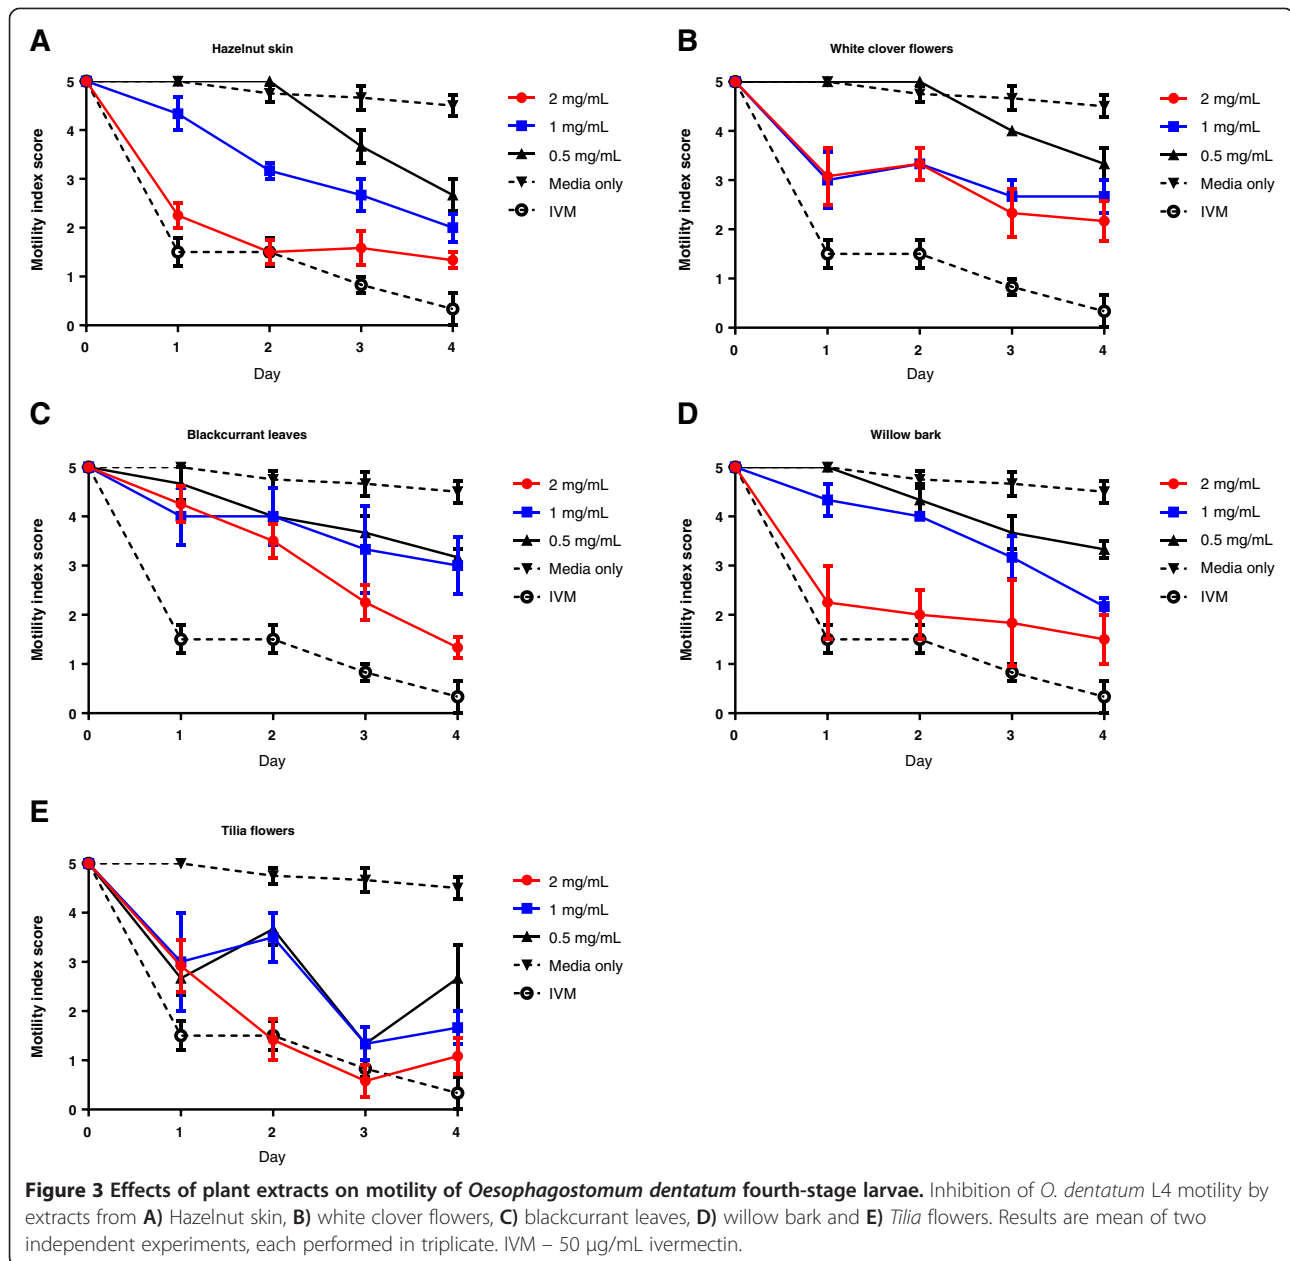 A
Hazelnut skin
Motility index score
5
4
3
2
1
0
0 1 2 3 4
Day
2 mg/mL
1 mg/mL
0.5 mg/mL
Media only
IVM
B
White clover flowers
Motility index score
5
4
3
2
1
0
0 1 2 3 4
Day
2 mg/mL
1 mg/mL
0.5 mg/mL
Media only
IVM
C
Blackcurrant leaves
Motility index score
5
4
3
2
1
0
0 1 2 3 4
Day
2 mg/mL
1 mg/mL
0.5 mg/mL
Media only
IVM
D
Willow bark
Motility index score
5
4
3
2
1
0
0 1 2 3 4
Day
2 mg/mL
1 mg/mL
0.5 mg/mL
Media only
IVM
E
Tilia flowers
Motility index score
5
4
3
2
1
0
0 1 2 3 4
Day
2 mg/mL
1 mg/mL
0.5 mg/mL
Media only
IVM
Figure 3 Effects of plant extracts on motility of Oesophagostomum dentatum fourth-stage larvae. Inhibition of O. dentatum L4 motility by
extracts from A) Hazelnut skin, B) white clover flowers, C) blackcurrant leaves, D) willow bark and E) Tilia flowers. Results are mean of two
independent experiments, each performed in triplicate. IVM – 50 μg/mL ivermectin.